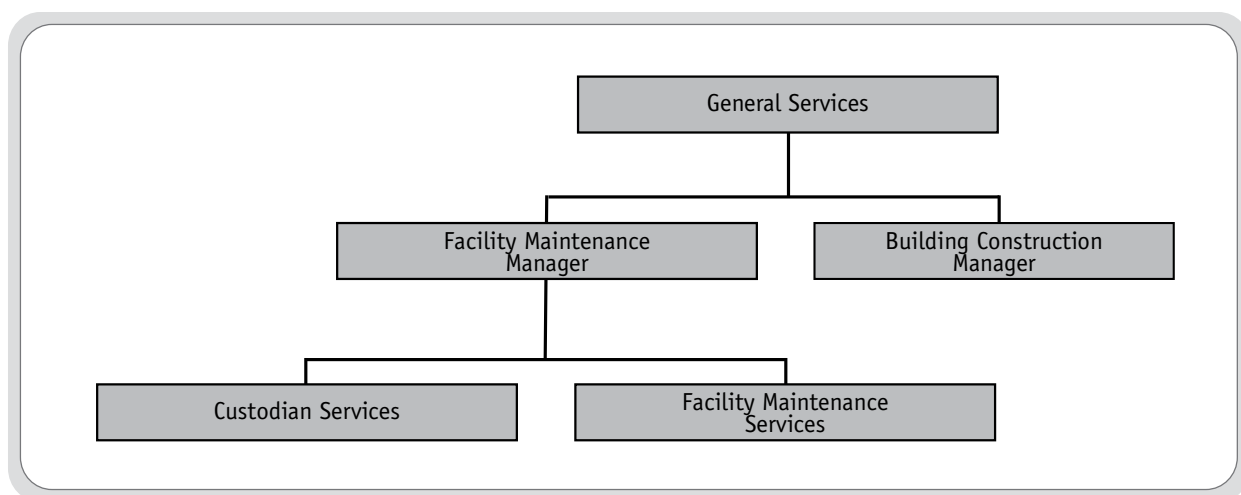 General Services
Facility Maintenance
Manager
Building Construction
Manager
Custodian Services
Facility Maintenance
Services